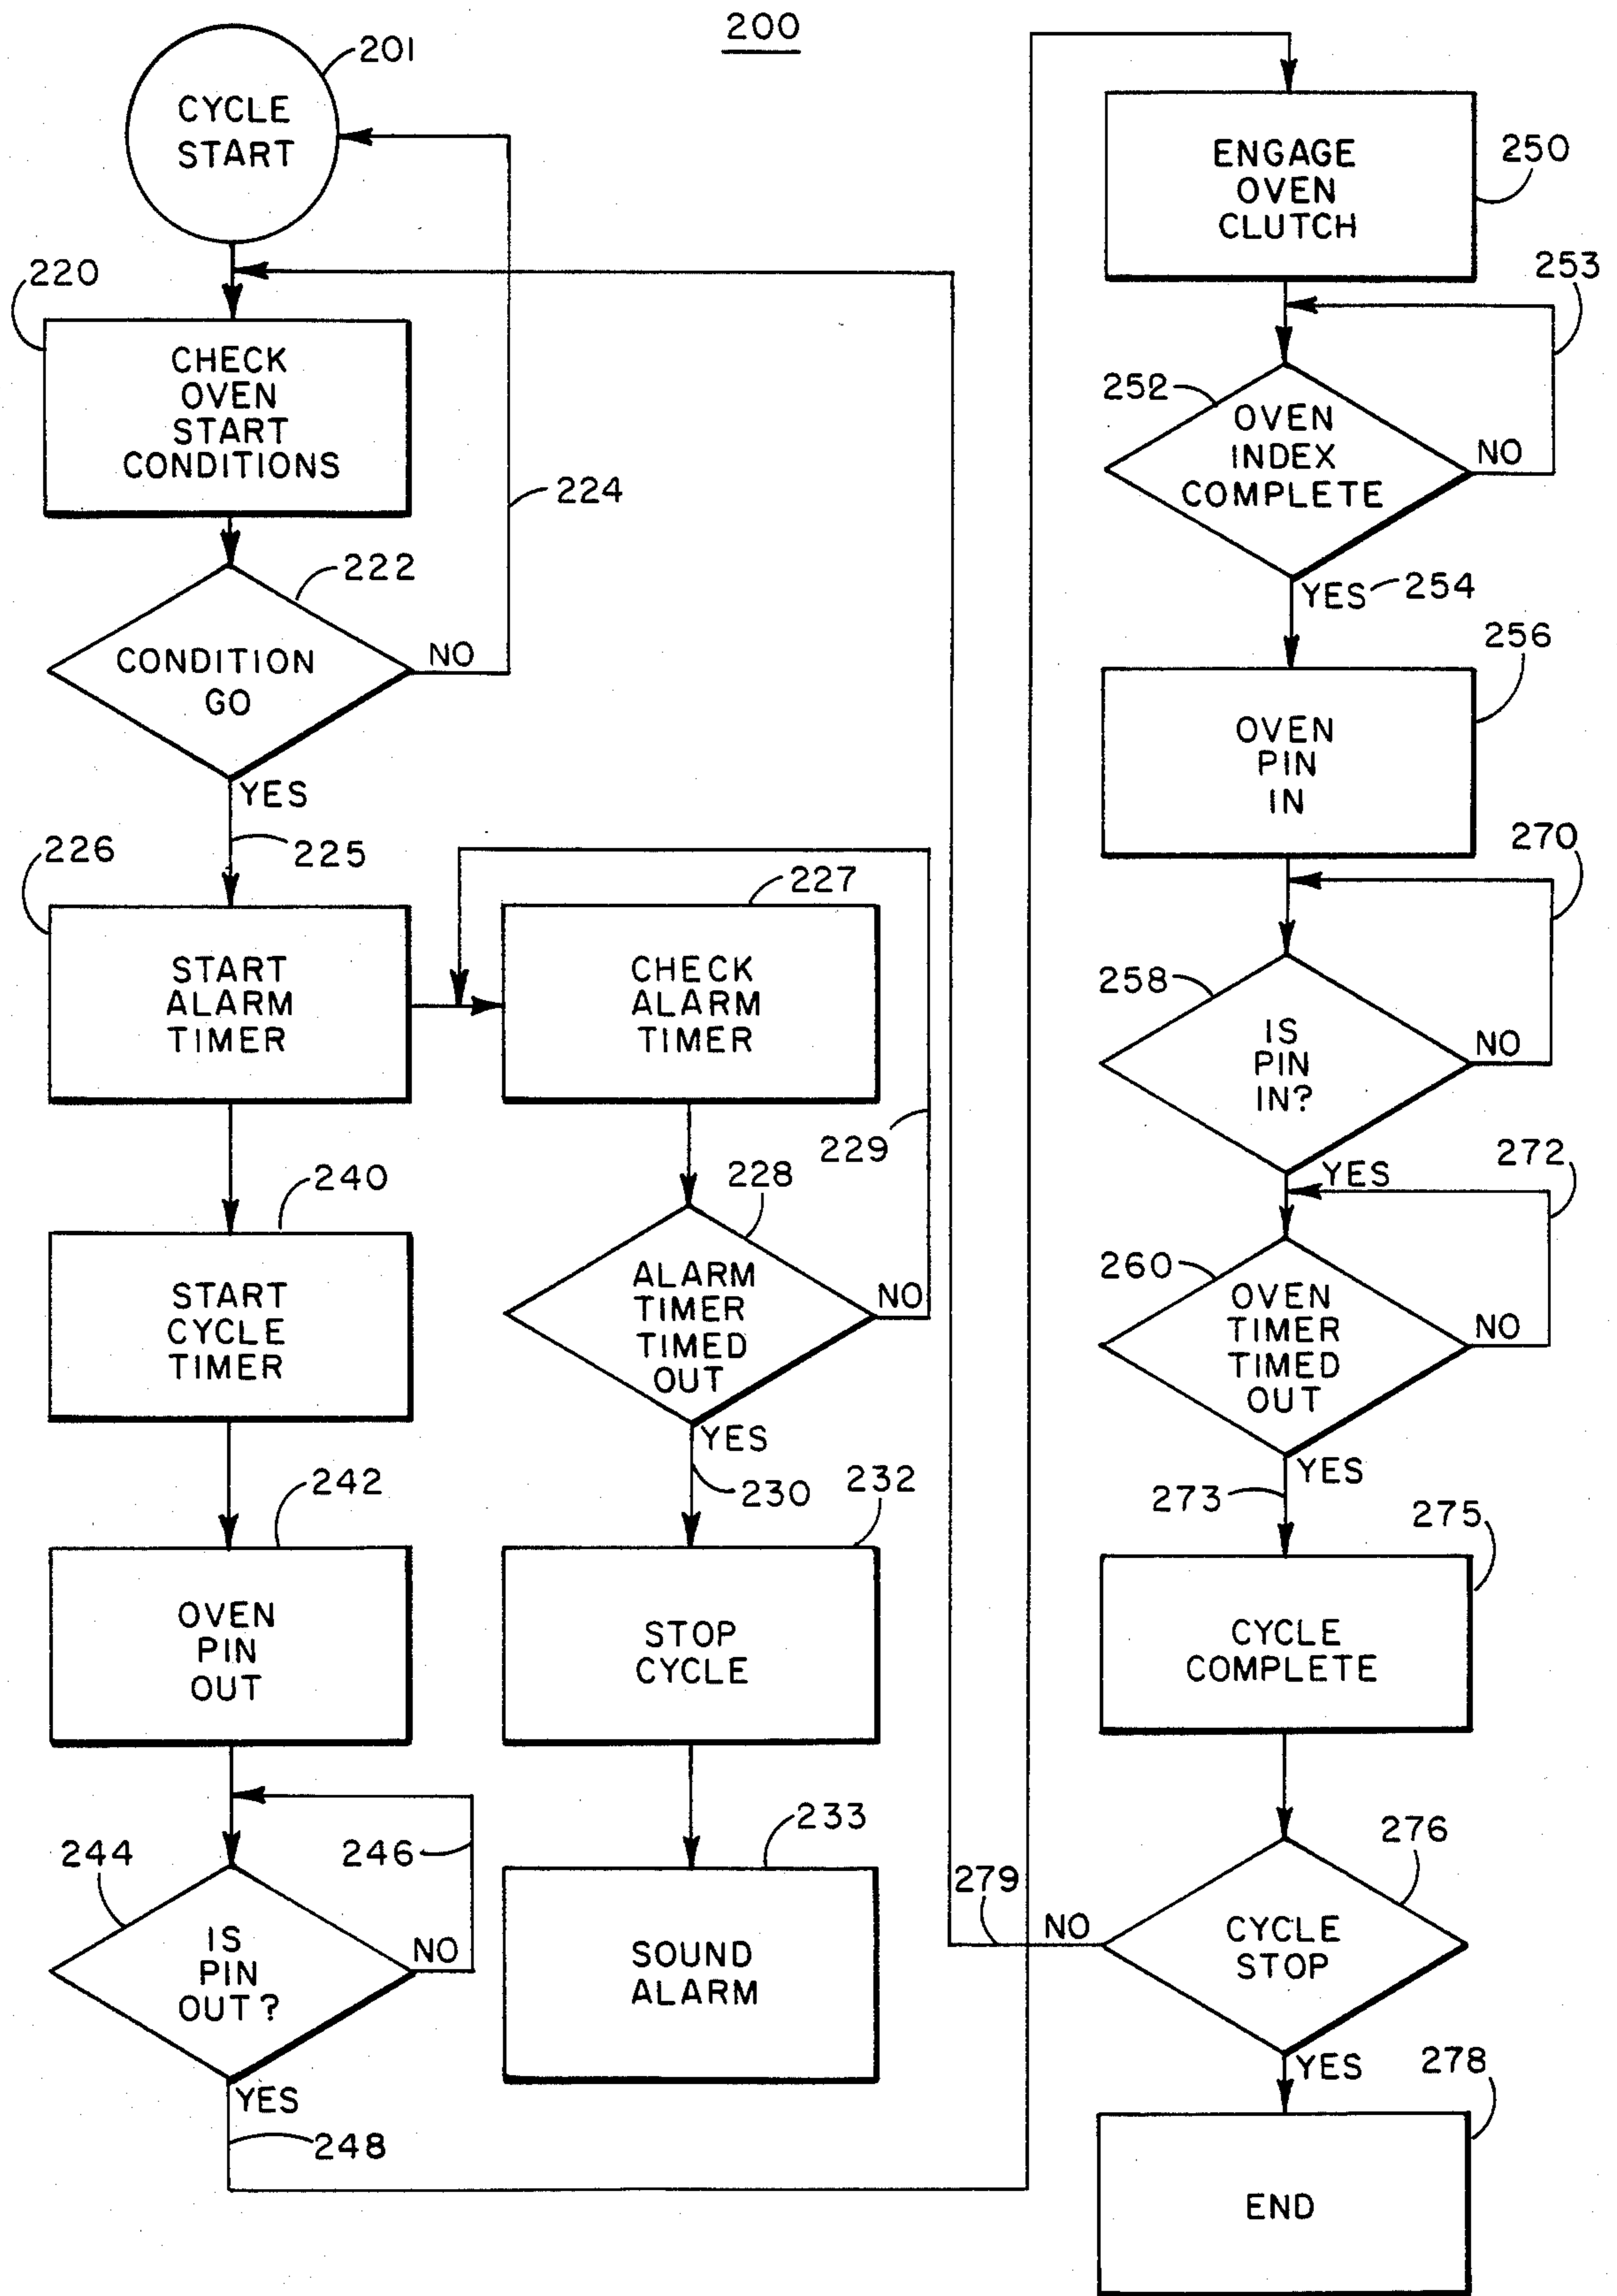 200
201
CYCLE
START
220
CHECK
OVEN
START
CONDITIONS
224
222
CONDITION
GO
NO
YES
225
226
START
ALARM
TIMER
227
CHECK
ALARM
TIMER
229
228
ALARM
TIMER
TIMED
OUT
NO
YES
230
232
STOP
CYCLE
233
SOUND
ALARM
240
START
CYCLE
TIMER
242
OVEN
PIN
OUT
244
246
IS
PIN
OUT?
NO
YES
248
250
ENGAGE
OVEN
CLUTCH
253
252
OVEN
INDEX
COMPLETE
NO
YES
254
256
OVEN
PIN
IN
270
258
IS
PIN
IN?
NO
YES
272
260
OVEN
TIMER
TIMED
OUT
NO
YES
273
275
CYCLE
COMPLETE
276
279
NO
CYCLE
STOP
YES
278
END